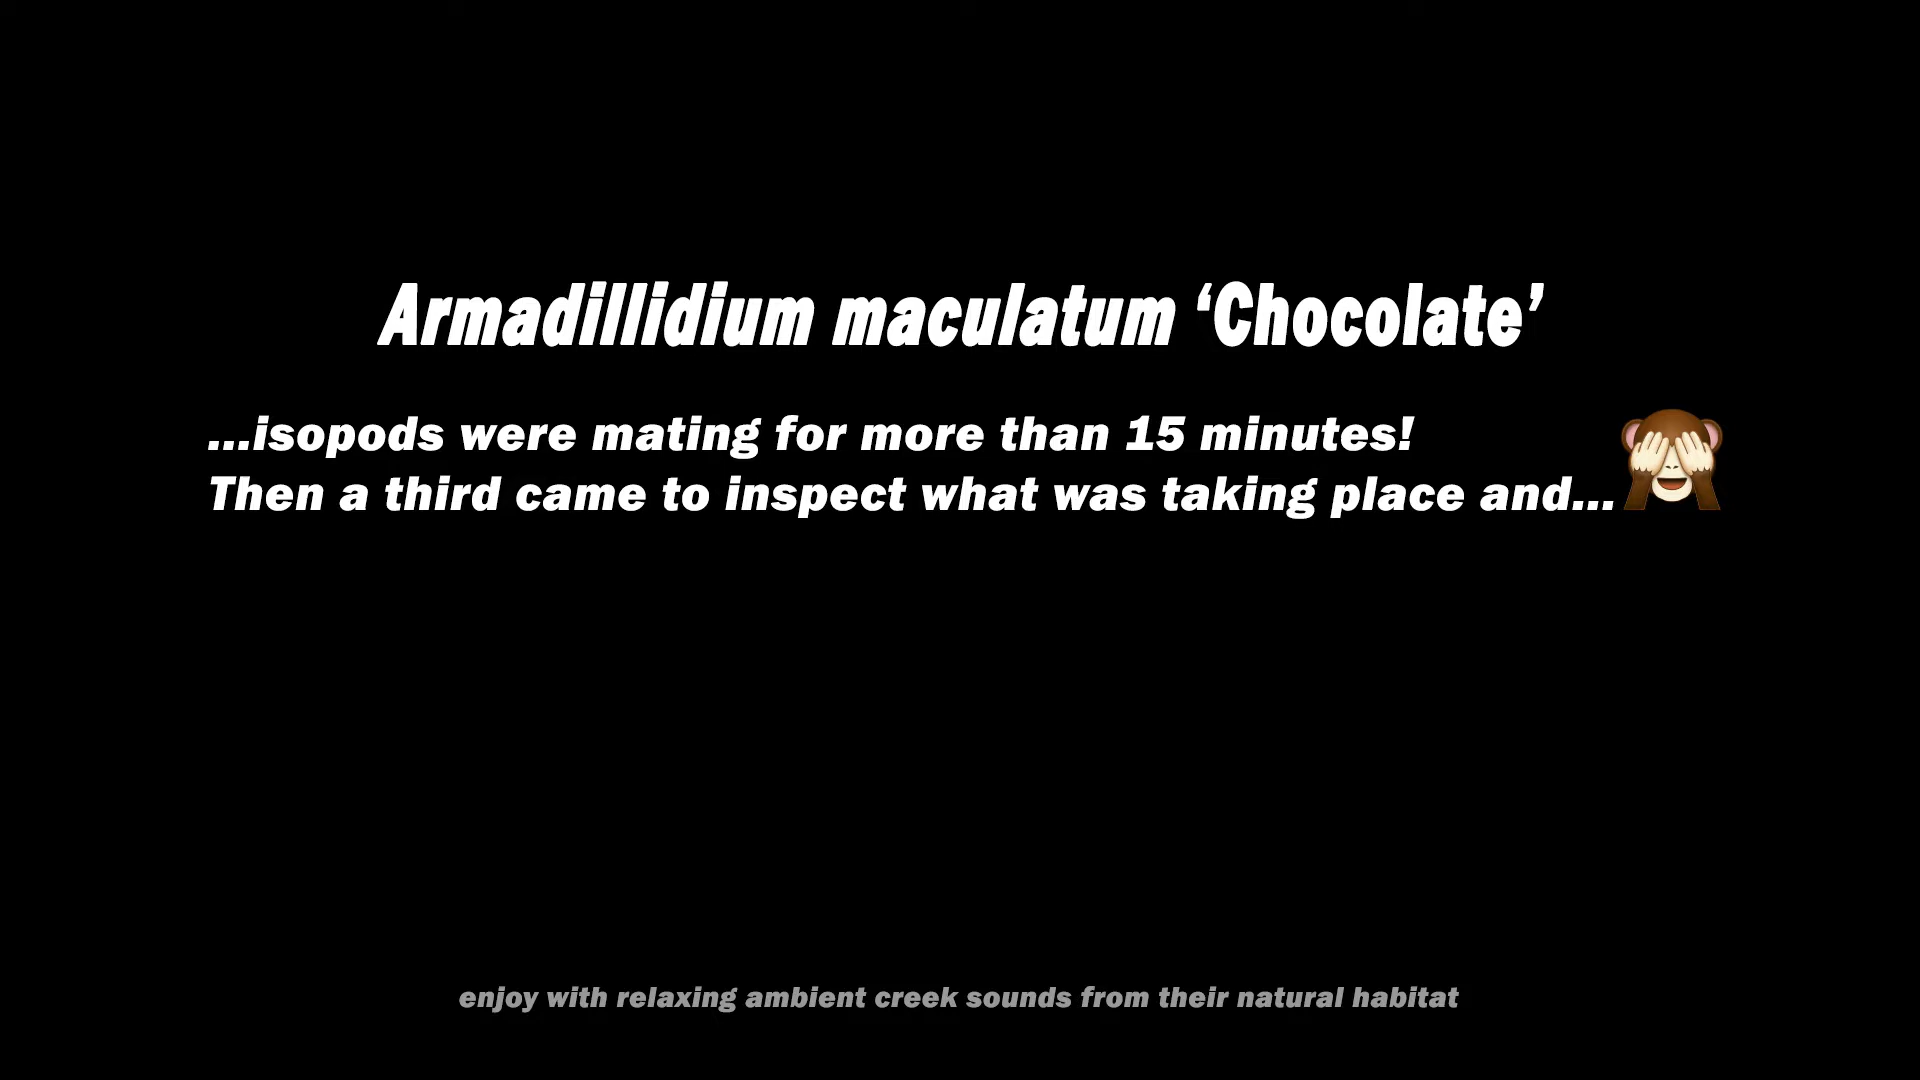 Armadillidium maculatum ‘Chocolate’
...isopods were mating for more than 15 minutes!
Then a third came to inspect what was taking place and...🙈
enjoy with relaxing ambient creek sounds from their natural habitat